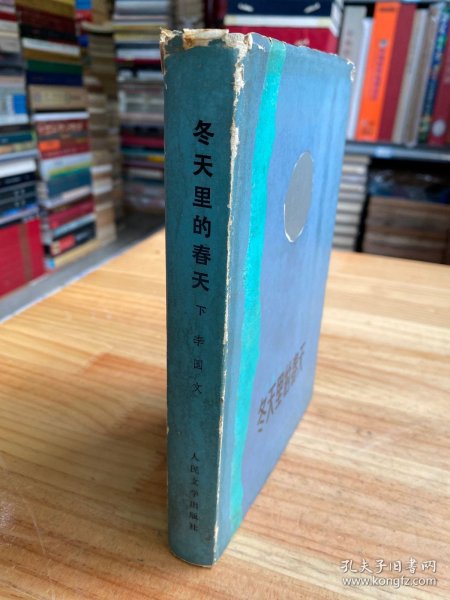 冬天里的春天
下
李国文
人民文学出版社
冬天里的春天
孔夫子旧书网
www.kongfz.com